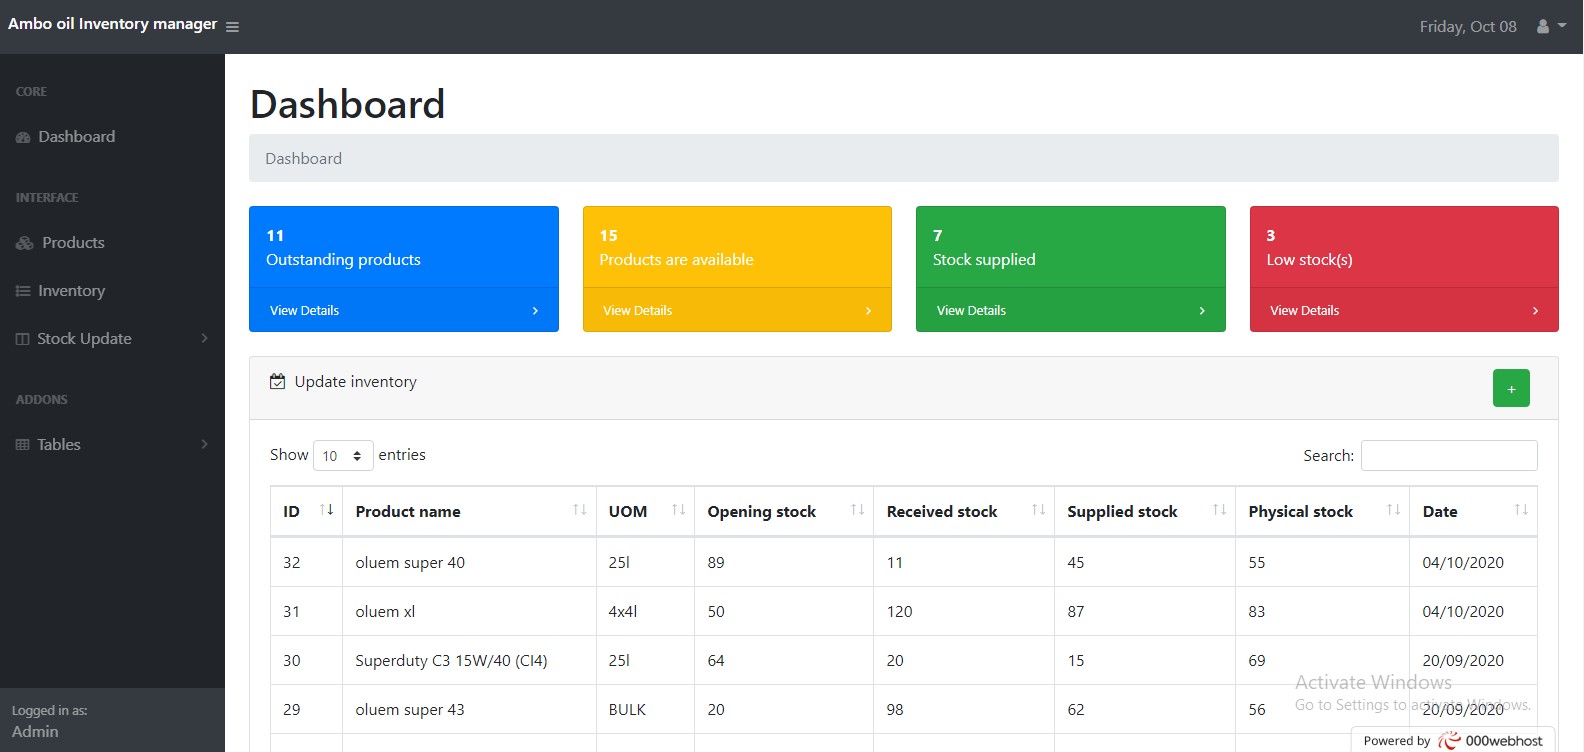 Ambo oil Inventory manager
Friday, Oct 08
CORE
Dashboard
INTERFACE
Products
Inventory
Stock Update
ADDONS
Tables
Logged in as:
Admin
Dashboard
Dashboard
11
Outstanding products
View Details
15
Products are available
View Details
7
Stock supplied
View Details
3
Low stock(s)
View Details
Update inventory
+
Show 10 entries
Search:
ID Product name UOM Opening stock Received stock Supplied stock Physical stock Date
32 oluem super 40 25l 89 11 45 55 04/10/2020
31 oluem xl 4x4l 50 120 87 83 04/10/2020
30 Superduty C3 15W/40 (CI4) 25l 64 20 15 69 20/09/2020
29 oluem super 43 BULK 20 98 62 56 20/09/2020
Activate Windows
Go to Settings to activate Windows.
Powered by 000webhost